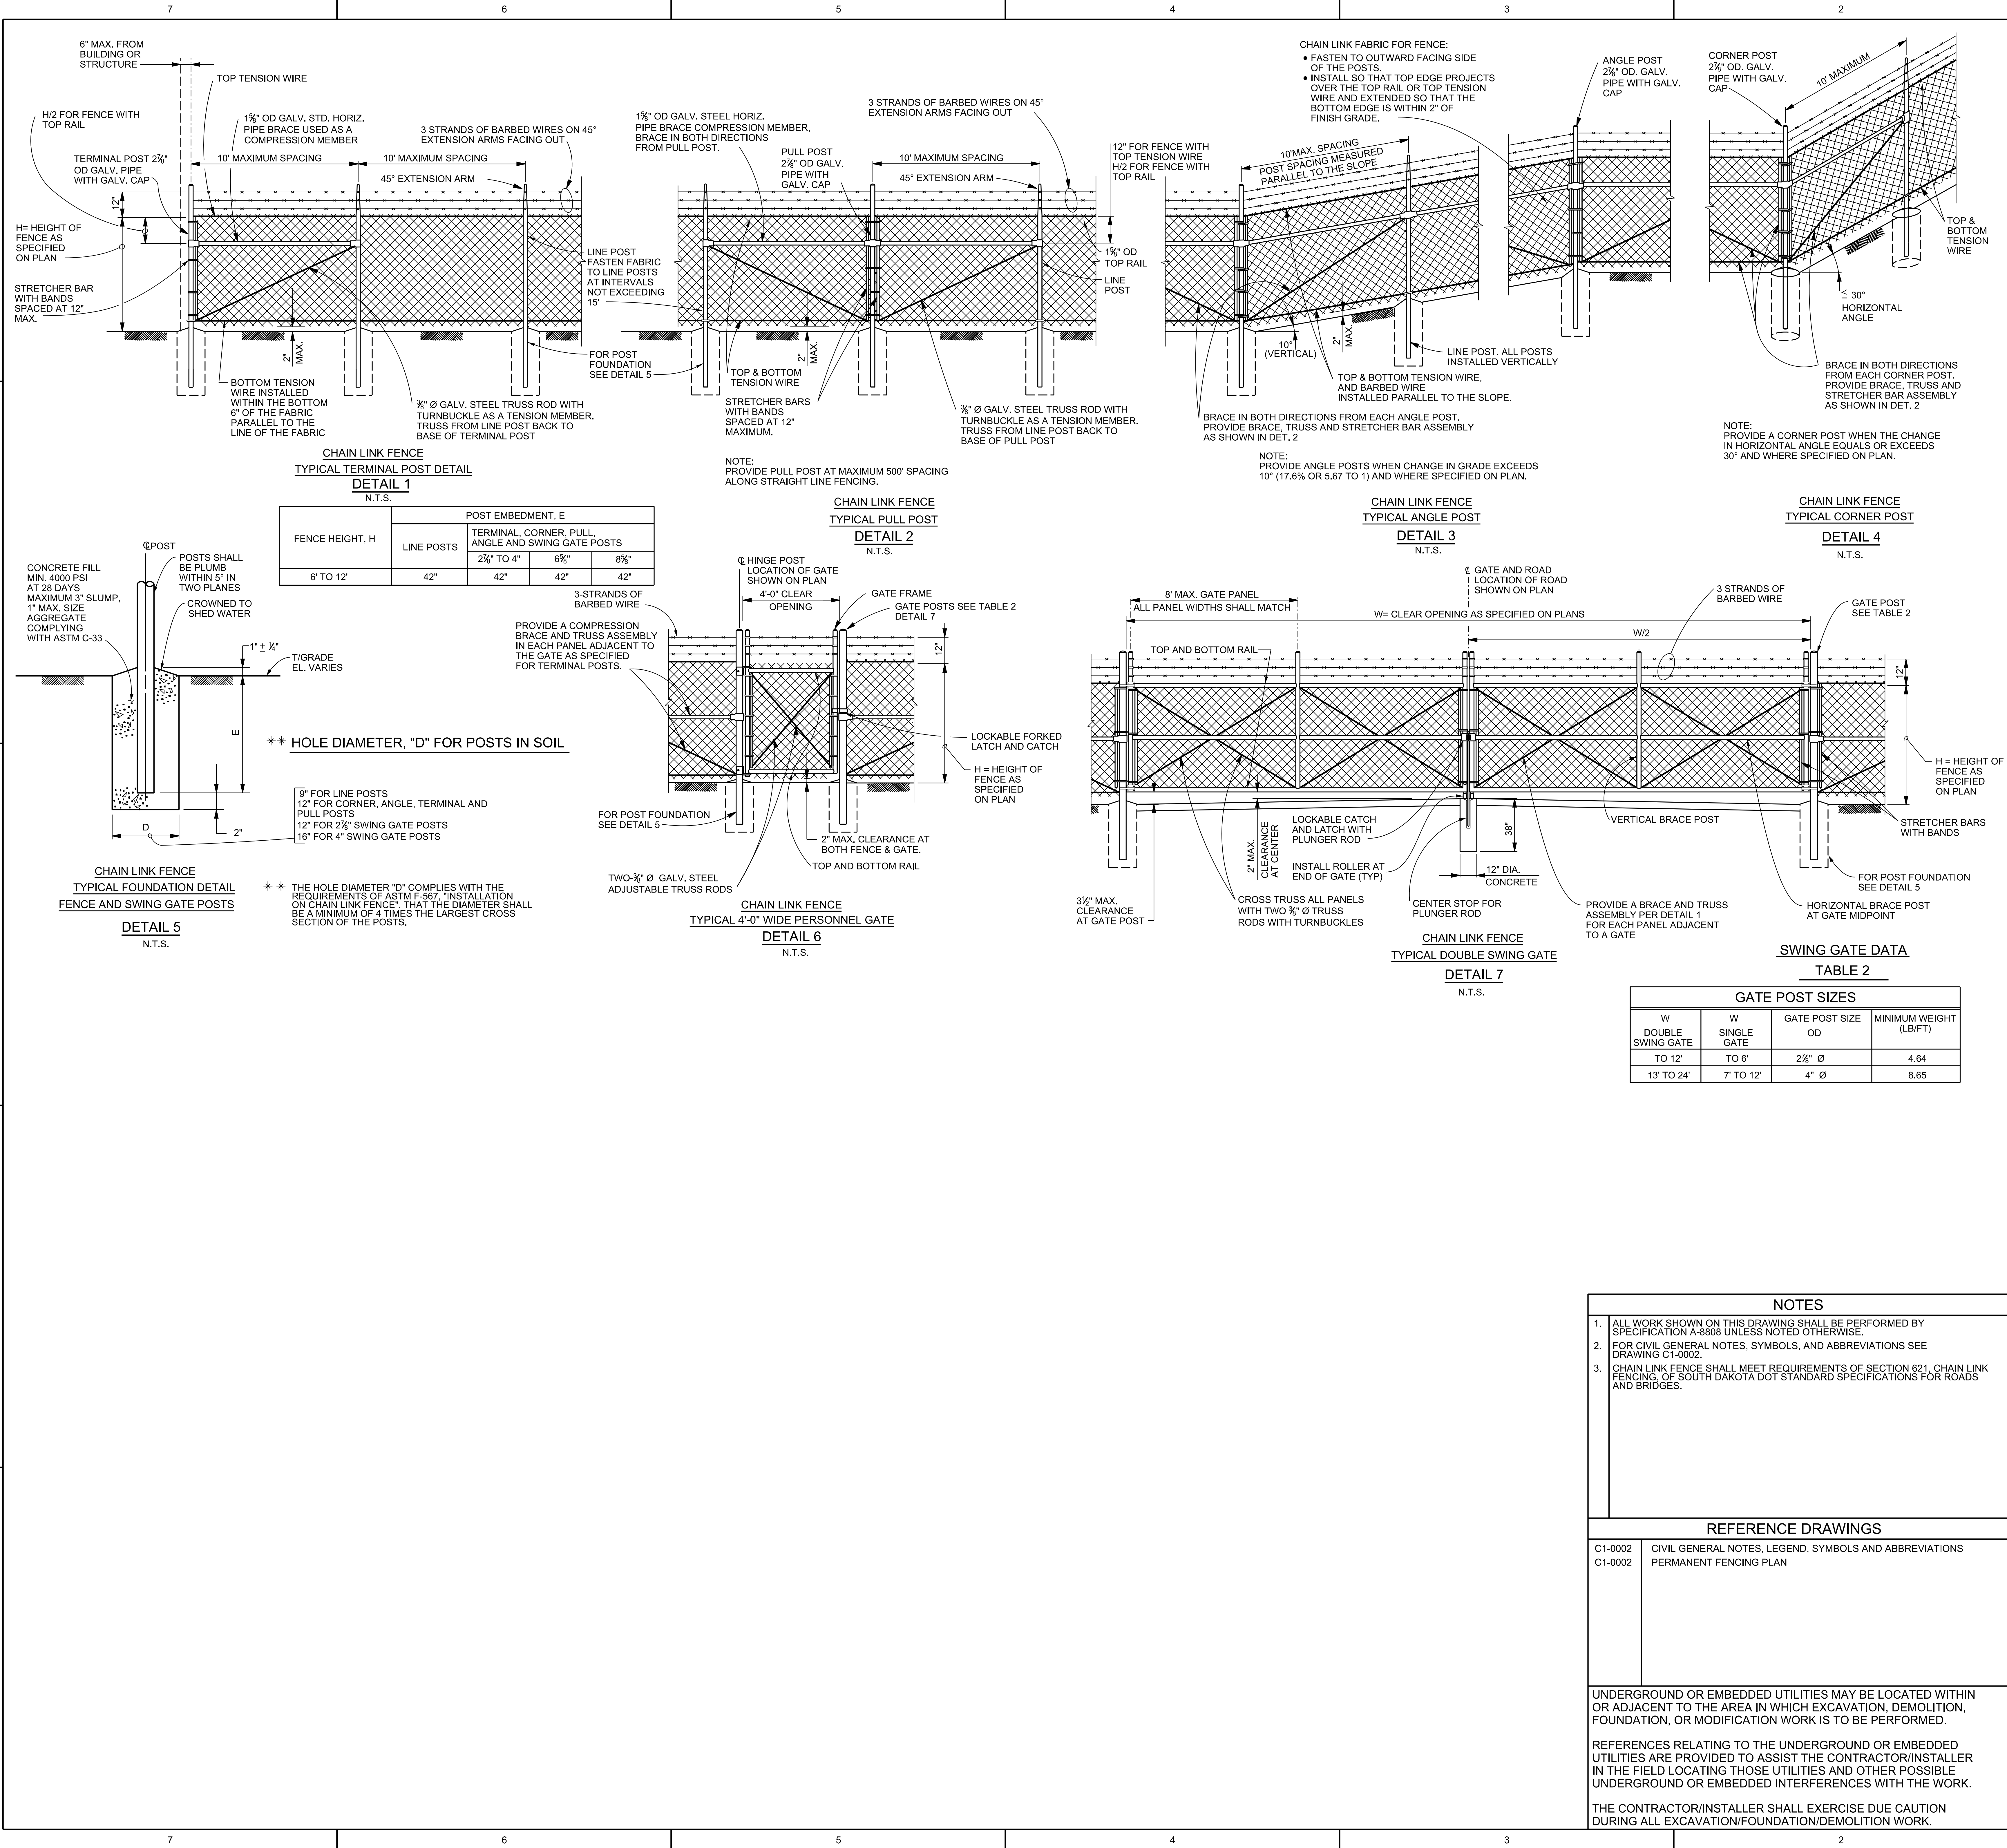 7 6 5 4 3 2
6" MAX. FROM
BUILDING OR
STRUCTURE
TOP TENSION WIRE
H/2 FOR FENCE WITH
TOP RAIL
1⅝" OD GALV. STD. HORIZ.
PIPE BRACE USED AS A
COMPRESSION MEMBER
3 STRANDS OF BARBED WIRES ON 45°
EXTENSION ARMS FACING OUT
TERMINAL POST 2⅞"
OD GALV. PIPE
WITH GALV. CAP
10' MAXIMUM SPACING
10' MAXIMUM SPACING
45° EXTENSION ARM
12"
H= HEIGHT OF
FENCE AS
SPECIFIED
ON PLAN
STRETCHER BAR
WITH BANDS
SPACED AT 12"
MAX.
LINE POST
FASTEN FABRIC
TO LINE POSTS
AT INTERVALS
NOT EXCEEDING
15'
2"
MAX.
FOR POST
FOUNDATION
SEE DETAIL 5
BOTTOM TENSION
WIRE INSTALLED
WITHIN THE BOTTOM
6" OF THE FABRIC
PARALLEL TO THE
LINE OF THE FABRIC
⅜" Ø GALV. STEEL TRUSS ROD WITH
TURNBUCKLE AS A TENSION MEMBER.
TRUSS FROM LINE POST BACK TO
BASE OF TERMINAL POST
CHAIN LINK FENCE
TYPICAL TERMINAL POST DETAIL
DETAIL 1
N.T.S.
1⅝" OD GALV. STEEL HORIZ.
PIPE BRACE COMPRESSION MEMBER,
BRACE IN BOTH DIRECTIONS
FROM PULL POST.
3 STRANDS OF BARBED WIRES ON 45°
EXTENSION ARMS FACING OUT
PULL POST
2⅞" OD GALV.
PIPE WITH
GALV. CAP
10' MAXIMUM SPACING
45° EXTENSION ARM
12" FOR FENCE WITH
TOP TENSION WIRE
H/2 FOR FENCE WITH
TOP RAIL
1⅝" OD
TOP RAIL
LINE
POST
2"
MAX.
TOP & BOTTOM
TENSION WIRE
STRETCHER BARS
WITH BANDS
SPACED AT 12"
MAXIMUM.
⅜" Ø GALV. STEEL TRUSS ROD WITH
TURNBUCKLE AS A TENSION MEMBER.
TRUSS FROM LINE POST BACK TO
BASE OF PULL POST
NOTE:
PROVIDE PULL POST AT MAXIMUM 500' SPACING
ALONG STRAIGHT LINE FENCING.
CHAIN LINK FENCE
TYPICAL PULL POST
DETAIL 2
N.T.S.
CHAIN LINK FABRIC FOR FENCE:
• FASTEN TO OUTWARD FACING SIDE
OF THE POSTS.
• INSTALL SO THAT TOP EDGE PROJECTS
OVER THE TOP RAIL OR TOP TENSION
WIRE AND EXTENDED SO THAT THE
BOTTOM EDGE IS WITHIN 2" OF
FINISH GRADE.
ANGLE POST
2⅞" OD. GALV.
PIPE WITH GALV.
CAP
10'MAX. SPACING
POST SPACING MEASURED
PARALLEL TO THE SLOPE
10°
(VERTICAL)
2"
MAX.
LINE POST. ALL POSTS
INSTALLED VERTICALLY
TOP & BOTTOM TENSION WIRE,
AND BARBED WIRE
INSTALLED PARALLEL TO THE SLOPE.
BRACE IN BOTH DIRECTIONS FROM EACH ANGLE POST.
PROVIDE BRACE, TRUSS AND STRETCHER BAR ASSEMBLY
AS SHOWN IN DET. 2
NOTE:
PROVIDE ANGLE POSTS WHEN CHANGE IN GRADE EXCEEDS
10° (17.6% OR 5.67 TO 1) AND WHERE SPECIFIED ON PLAN.
CHAIN LINK FENCE
TYPICAL ANGLE POST
DETAIL 3
N.T.S.
CORNER POST
2⅞" OD. GALV.
PIPE WITH GALV.
CAP
10' MAXIMUM
TOP &
BOTTOM
TENSION
WIRE
≤ 30°
HORIZONTAL
ANGLE
BRACE IN BOTH DIRECTIONS
FROM EACH CORNER POST.
PROVIDE BRACE, TRUSS AND
STRETCHER BAR ASSEMBLY
AS SHOWN IN DET. 2
NOTE:
PROVIDE A CORNER POST WHEN THE CHANGE
IN HORIZONTAL ANGLE EQUALS OR EXCEEDS
30° AND WHERE SPECIFIED ON PLAN.
CHAIN LINK FENCE
TYPICAL CORNER POST
DETAIL 4
N.T.S.
FENCE HEIGHT, H
POST EMBEDMENT, E
LINE POSTS
TERMINAL, CORNER, PULL,
ANGLE AND SWING GATE POSTS
2⅞" TO 4" 6⅝" 8⅝"
6' TO 12' 42" 42" 42" 42"
℄POST
POSTS SHALL
BE PLUMB
WITHIN 5° IN
TWO PLANES
CONCRETE FILL
MIN. 4000 PSI
AT 28 DAYS
MAXIMUM 3" SLUMP,
1" MAX. SIZE
AGGREGATE
COMPLYING
WITH ASTM C-33
CROWNED TO
SHED WATER
1" ± ¼"
T/GRADE
EL. VARIES
E
** HOLE DIAMETER, "D" FOR POSTS IN SOIL
9" FOR LINE POSTS
12" FOR CORNER, ANGLE, TERMINAL AND
PULL POSTS
12" FOR 2⅞" SWING GATE POSTS
16" FOR 4" SWING GATE POSTS
D
2"
CHAIN LINK FENCE
TYPICAL FOUNDATION DETAIL
FENCE AND SWING GATE POSTS
DETAIL 5
N.T.S.
* * THE HOLE DIAMETER "D" COMPLIES WITH THE
REQUIREMENTS OF ASTM F-567, "INSTALLATION
ON CHAIN LINK FENCE", THAT THE DIAMETER SHALL
BE A MINIMUM OF 4 TIMES THE LARGEST CROSS
SECTION OF THE POSTS.
℄ HINGE POST
LOCATION OF GATE
SHOWN ON PLAN
3-STRANDS OF
BARBED WIRE
4'-0" CLEAR
OPENING
GATE FRAME
GATE POSTS SEE TABLE 2
DETAIL 7
PROVIDE A COMPRESSION
BRACE AND TRUSS ASSEMBLY
IN EACH PANEL ADJACENT TO
THE GATE AS SPECIFIED
FOR TERMINAL POSTS.
12"
LOCKABLE FORKED
LATCH AND CATCH
H = HEIGHT OF
FENCE AS
SPECIFIED
ON PLAN
FOR POST FOUNDATION
SEE DETAIL 5
2" MAX. CLEARANCE AT
BOTH FENCE & GATE.
TOP AND BOTTOM RAIL
TWO-⅜" Ø GALV. STEEL
ADJUSTABLE TRUSS RODS
CHAIN LINK FENCE
TYPICAL 4'-0" WIDE PERSONNEL GATE
DETAIL 6
N.T.S.
℄ GATE AND ROAD
LOCATION OF ROAD
SHOWN ON PLAN
8' MAX. GATE PANEL
ALL PANEL WIDTHS SHALL MATCH
W= CLEAR OPENING AS SPECIFIED ON PLANS
3 STRANDS OF
BARBED WIRE
GATE POST
SEE TABLE 2
W/2
TOP AND BOTTOM RAIL
12"
H = HEIGHT OF
FENCE AS
SPECIFIED
ON PLAN
2" MAX.
CLEARANCE
AT CENTER
LOCKABLE CATCH
AND LATCH WITH
PLUNGER ROD
38"
VERTICAL BRACE POST
STRETCHER BARS
WITH BANDS
INSTALL ROLLER AT
END OF GATE (TYP)
12" DIA.
CONCRETE
FOR POST FOUNDATION
SEE DETAIL 5
3½" MAX.
CLEARANCE
AT GATE POST
CROSS TRUSS ALL PANELS
WITH TWO ⅜" Ø TRUSS
RODS WITH TURNBUCKLES
CENTER STOP FOR
PLUNGER ROD
PROVIDE A BRACE AND TRUSS
ASSEMBLY PER DETAIL 1
FOR EACH PANEL ADJACENT
TO A GATE
HORIZONTAL BRACE POST
AT GATE MIDPOINT
CHAIN LINK FENCE
TYPICAL DOUBLE SWING GATE
DETAIL 7
N.T.S.
SWING GATE DATA
TABLE 2
GATE POST SIZES
W
DOUBLE
SWING GATE
W
SINGLE
GATE
GATE POST SIZE
OD
MINIMUM WEIGHT
(LB/FT)
TO 12' TO 6' 2⅞" Ø 4.64
13' TO 24' 7' TO 12' 4" Ø 8.65
NOTES
1. ALL WORK SHOWN ON THIS DRAWING SHALL BE PERFORMED BY
SPECIFICATION A-8808 UNLESS NOTED OTHERWISE.
2. FOR CIVIL GENERAL NOTES, SYMBOLS, AND ABBREVIATIONS SEE
DRAWING C1-0002.
3. CHAIN LINK FENCE SHALL MEET REQUIREMENTS OF SECTION 621, CHAIN LINK
FENCING, OF SOUTH DAKOTA DOT STANDARD SPECIFICATIONS FOR ROADS
AND BRIDGES.
REFERENCE DRAWINGS
C1-0002 CIVIL GENERAL NOTES, LEGEND, SYMBOLS AND ABBREVIATIONS
C1-0002 PERMANENT FENCING PLAN
UNDERGROUND OR EMBEDDED UTILITIES MAY BE LOCATED WITHIN
OR ADJACENT TO THE AREA IN WHICH EXCAVATION, DEMOLITION,
FOUNDATION, OR MODIFICATION WORK IS TO BE PERFORMED.
REFERENCES RELATING TO THE UNDERGROUND OR EMBEDDED
UTILITIES ARE PROVIDED TO ASSIST THE CONTRACTOR/INSTALLER
IN THE FIELD LOCATING THOSE UTILITIES AND OTHER POSSIBLE
UNDERGROUND OR EMBEDDED INTERFERENCES WITH THE WORK.
THE CONTRACTOR/INSTALLER SHALL EXERCISE DUE CAUTION
DURING ALL EXCAVATION/FOUNDATION/DEMOLITION WORK.
7 6 5 4 3 2